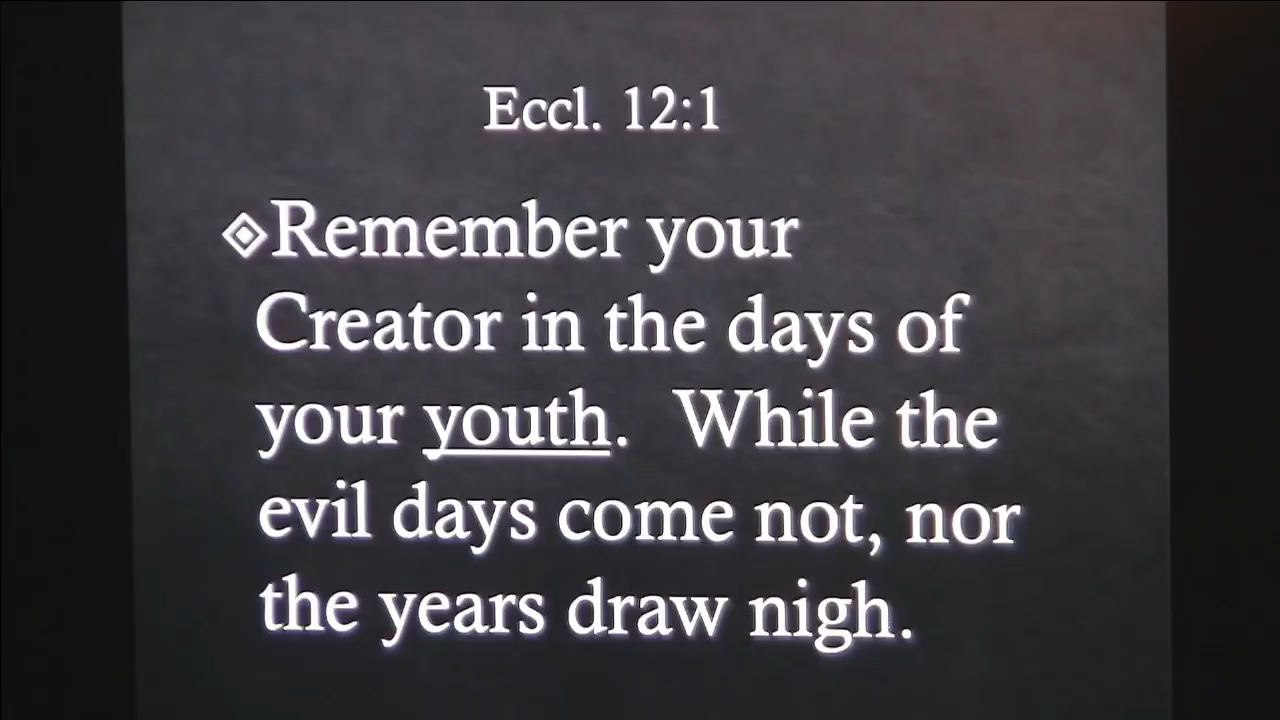 Eccl. 12:1
Remember your
Creator in the days of
your youth. While the
evil days come not, nor
the years draw nigh.